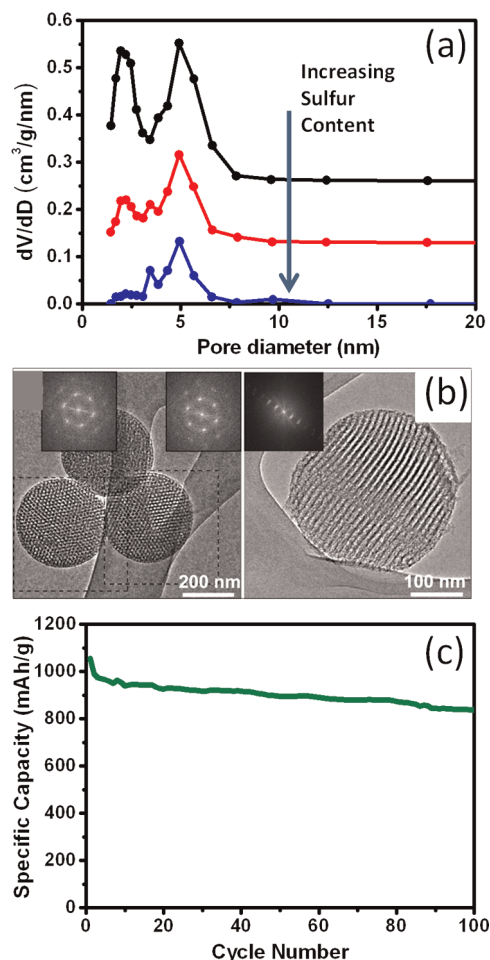 (a)
0.6
0.5
0.4
0.3
0.2
0.1
0.0
dV/dD (cm³/g/nm)
Increasing
Sulfur
Content
0 5 10 15 20
Pore diameter (nm)
(b)
200 nm
100 nm
(c)
1200
1000
800
600
400
200
0
Specific Capacity (mAh/g)
0 20 40 60 80 100
Cycle Number